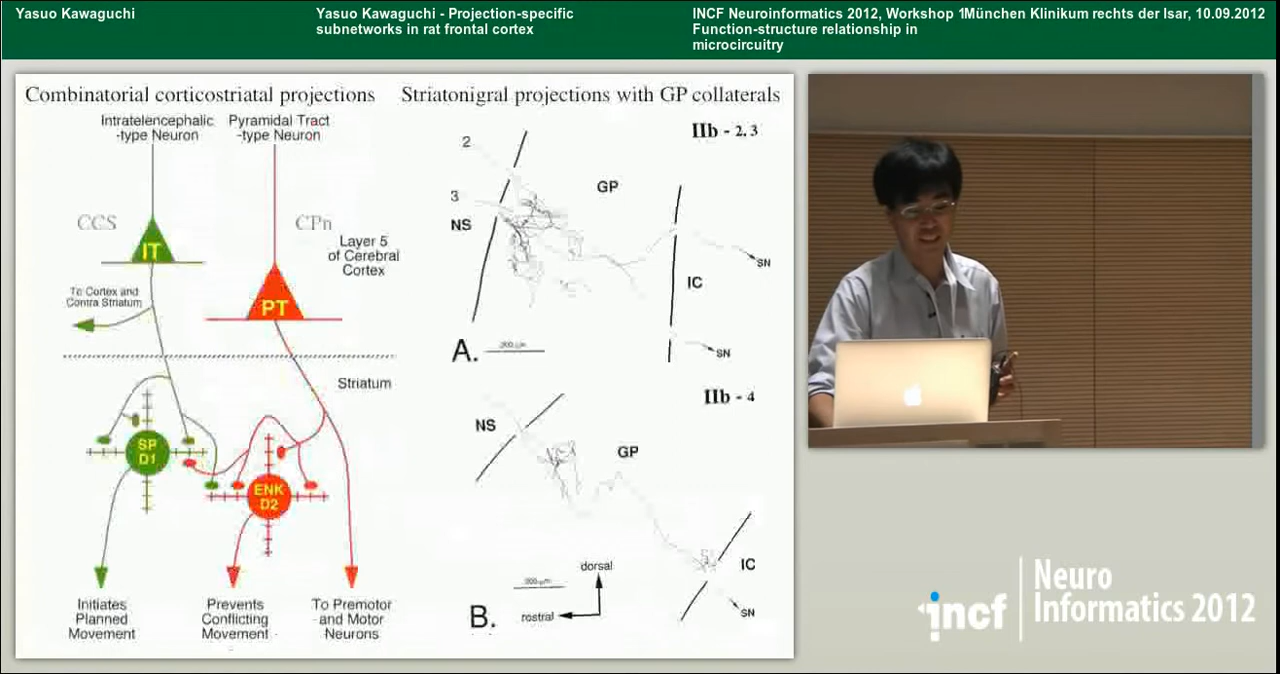 Yasuo Kawaguchi
Yasuo Kawaguchi - Projection-specific
subnetworks in rat frontal cortex
INCF Neuroinformatics 2012, Workshop 1München Klinikum rechts der Isar, 10.09.2012
Function-structure relationship in
microcircuitry
Combinatorial corticostriatal projections
Intratelencephalic
-type Neuron
Pyramidal Tract
-type Neuron
CCS
IT
CPn
Layer 5
of Cerebral
Cortex
To Cortex and
Contra Striatum
PT
Striatum
SP
D1
ENK
D2
Initiates
Planned
Movement
Prevents
Conflicting
Movement
To Premotor
and Motor
Neurons
Striatonigral projections with GP collaterals
IIb - 2, 3
2
GP
3
NS
SN
IC
A.
SN
IIb - 4
NS
GP
IC
dorsal
B.
rostral
SN
incf
Neuro
Informatics 2012